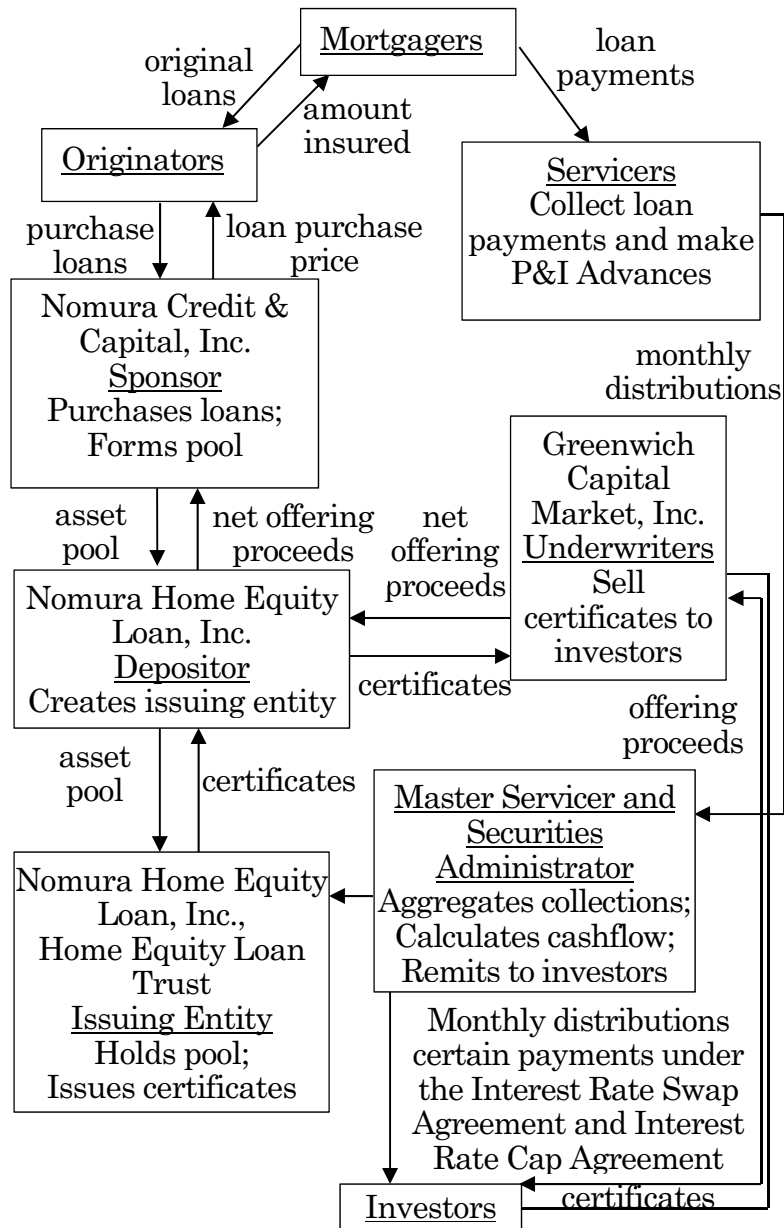 Mortgagers
original
loans
amount
insured
loan
payments
Originators
Servicers
Collect loan
payments and make
P&I Advances
purchase
loans
loan purchase
price
Nomura Credit &
Capital, Inc.
Sponsor
Purchases loans;
Forms pool
monthly
distributions
Greenwich
Capital
Market, Inc.
Underwriters
Sell
certificates to
investors
asset
pool
net offering
proceeds
net
offering
proceeds
Nomura Home Equity
Loan, Inc.
Depositor
Creates issuing entity
certificates
offering
proceeds
asset
pool
certificates
Master Servicer and
Securities
Administrator
Aggregates collections;
Calculates cashflow;
Remits to investors
Nomura Home Equity
Loan, Inc.,
Home Equity Loan
Trust
Issuing Entity
Holds pool;
Issues certificates
Monthly distributions
certain payments under
the Interest Rate Swap
Agreement and Interest
Rate Cap Agreement
certificates
Investors